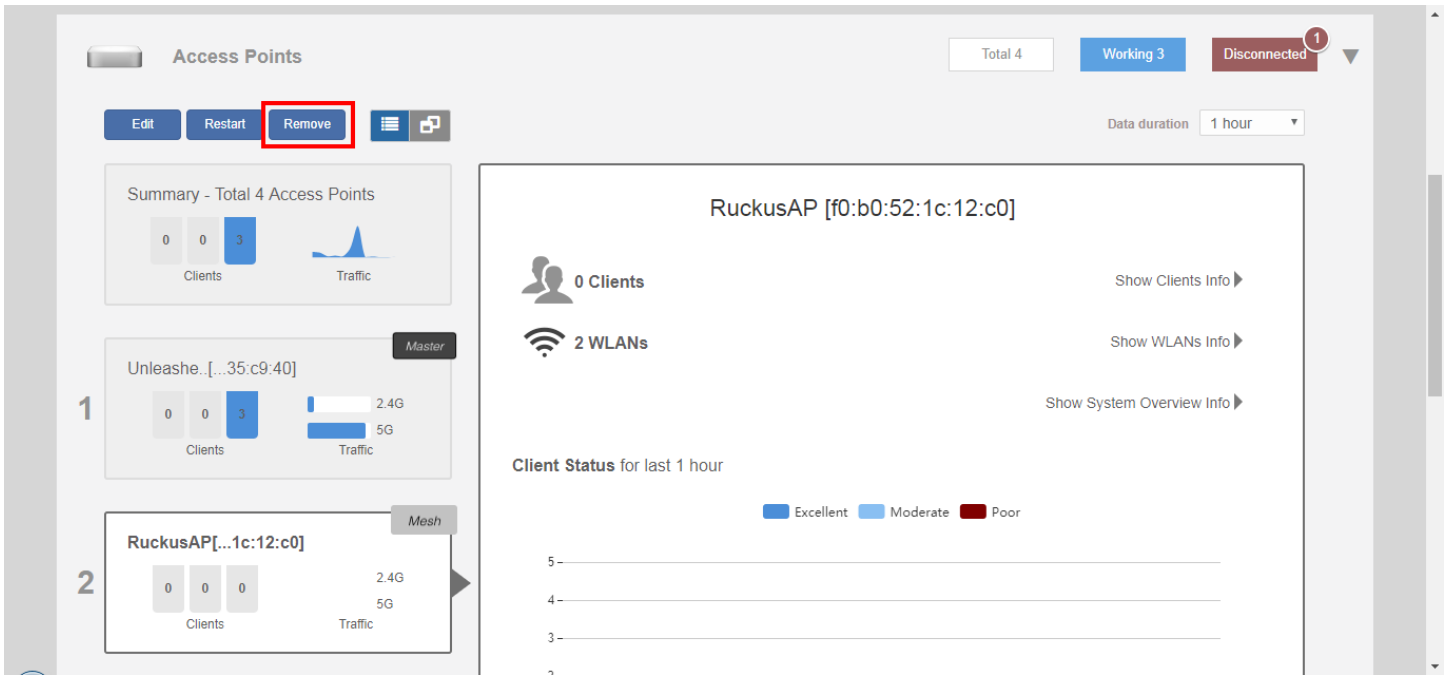 Access Points
Total 4
Working 3
Disconnected
1
Edit
Restart
Remove
Data duration
1 hour
Summary - Total 4 Access Points
0 0 3
Clients
Traffic
1
Master
Unleashe..[...35:c9:40]
0 0 3
2.4G
5G
Clients
Traffic
2
Mesh
RuckusAP[...1c:12:c0]
0 0 0
2.4G
5G
Clients
Traffic
RuckusAP [f0:b0:52:1c:12:c0]
0 Clients
Show Clients Info
2 WLANs
Show WLANs Info
Show System Overview Info
Client Status for last 1 hour
Excellent
Moderate
Poor
5
4
3